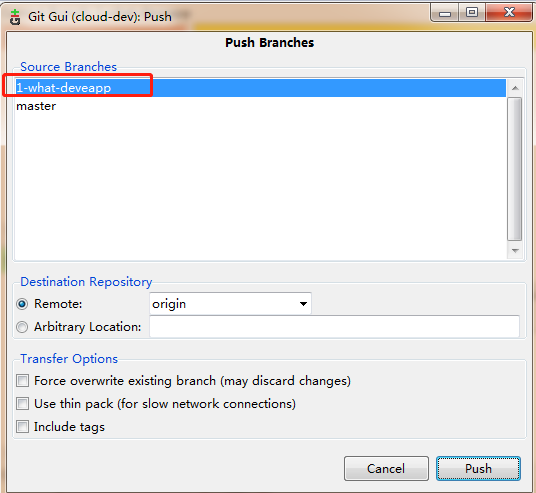 Git Gui (cloud-dev): Push
Push Branches
Source Branches
1-what-deveapp
master
Destination Repository
Remote: origin
Arbitrary Location:
Transfer Options
Force overwrite existing branch (may discard changes)
Use thin pack (for slow network connections)
Include tags
Cancel Push